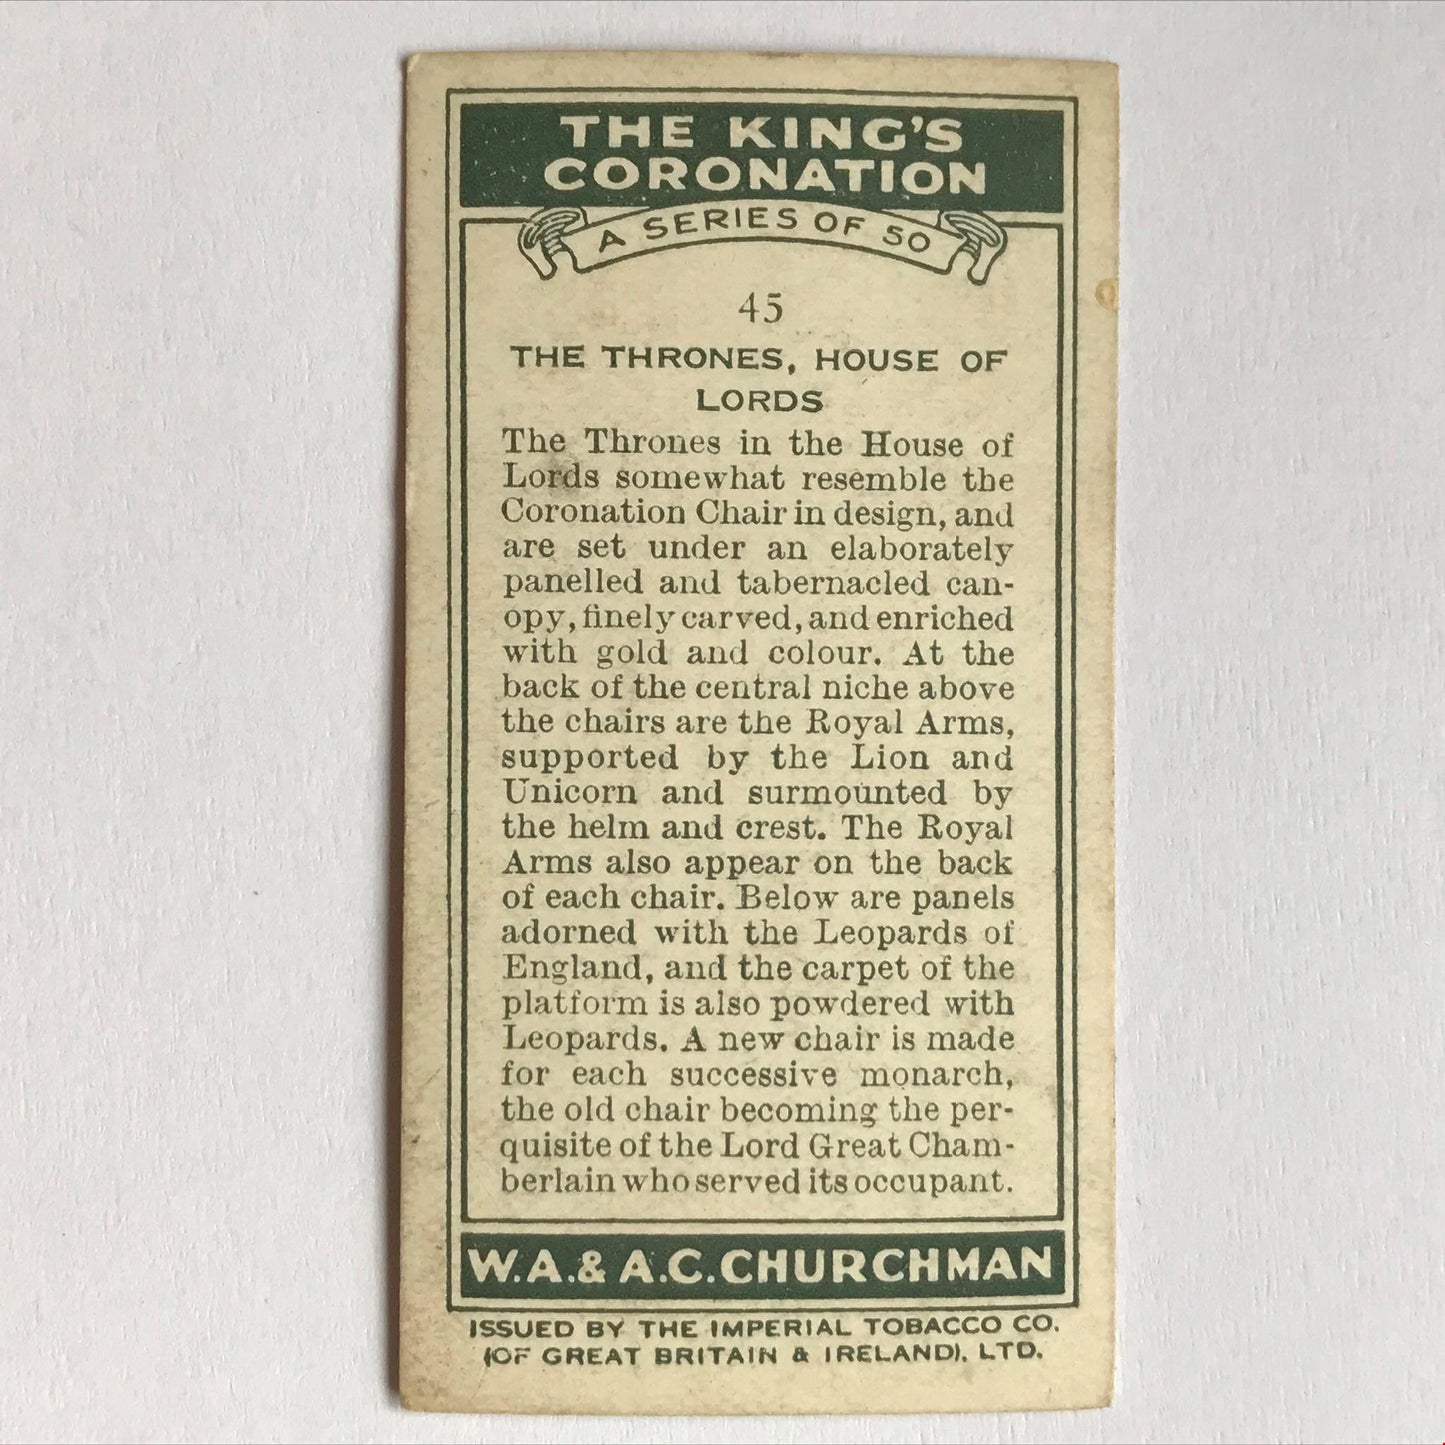 THE KING'S
CORONATION
A SERIES OF 50
45
THE THRONES, HOUSE OF
LORDS
The Thrones in the House of
Lords somewhat resemble the
Coronation Chair in design, and
are set under an elaborately
panelled and tabernacled can-
opy, finely carved, and enriched
with gold and colour. At the
back of the central niche above
the chairs are the Royal Arms,
supported by the Lion and
Unicorn and surmounted by
the helm and crest. The Royal
Arms also appear on the back
of each chair. Below are panels
adorned with the Leopards of
England, and the carpet of the
platform is also powdered with
Leopards. A new chair is made
for each successive monarch,
the old chair becoming the per-
quisite of the Lord Great Cham-
berlain who served its occupant.
W.A. & A.C. CHURCHMAN
ISSUED BY THE IMPERIAL TOBACCO CO.
(OF GREAT BRITAIN & IRELAND), LTD.